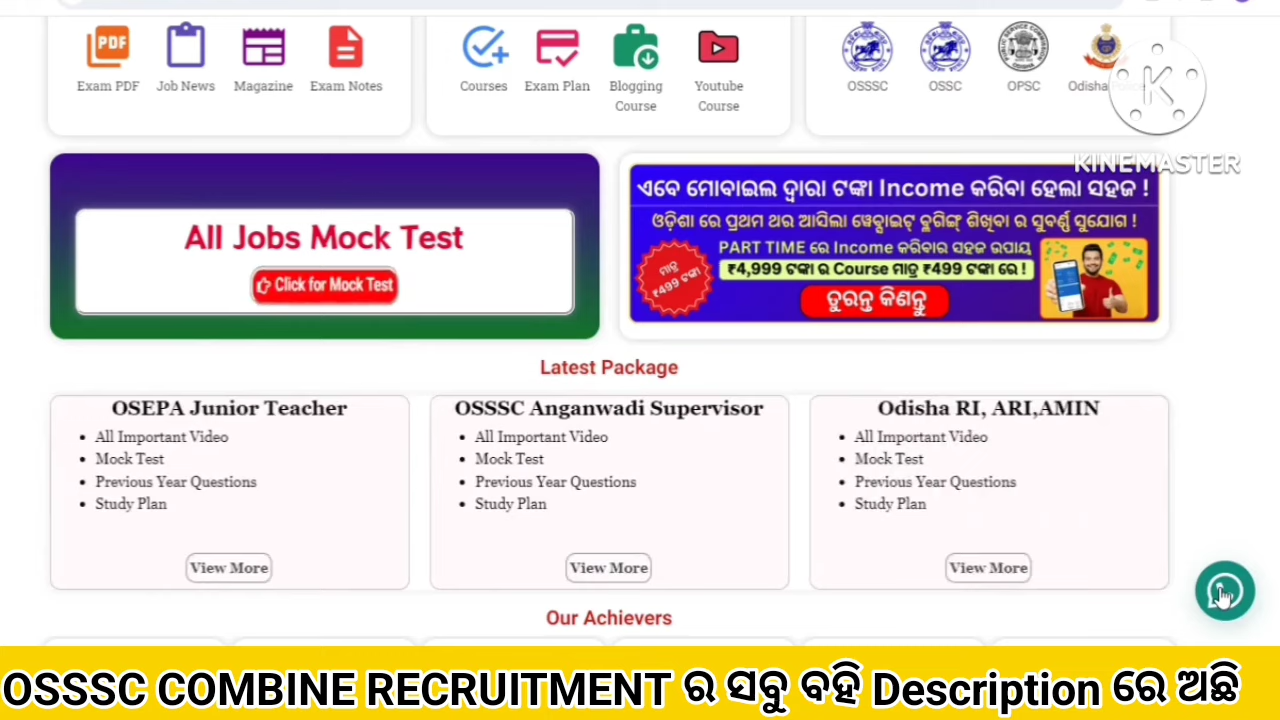 PDF
Exam PDF
Job News
Magazine
Exam Notes
Courses
Exam Plan
Blogging
Course
Youtube
Course
OSSSC
OSSC
OPSC
Odisha
K
KINEMASTER
All Jobs Mock Test
Click for Mock Test
ଏବେ ମୋବାଇଲ ଦ୍ୱାରା ଟଙ୍କା Income କରିବା ହେଲା ସହଜ !
ଓଡ଼ିଶା ରେ ପ୍ରଥମ ଥର ଆସିଲା ୱେବ୍ସାଇଟ୍ ବ୍ଲଗିଙ୍ଗ୍ ଶିଖିବା ର ସୁବର୍ଣ୍ଣ ସୁଯୋଗ !
PART TIME ରେ Income କରିବାର ସହଜ ଉପାୟ
₹4,999 ଟଙ୍କା ର Course ମାତ୍ର ₹499 ଟଙ୍କା ରେ !
ମାତ୍ର
₹499 ଟଙ୍କା
ତୁରନ୍ତ କିଣନ୍ତୁ
Latest Package
OSEPA Junior Teacher
• All Important Video
• Mock Test
• Previous Year Questions
• Study Plan
View More
OSSSC Anganwadi Supervisor
• All Important Video
• Mock Test
• Previous Year Questions
• Study Plan
View More
Odisha RI, ARI,AMIN
• All Important Video
• Mock Test
• Previous Year Questions
• Study Plan
View More
Our Achievers
OSSSC COMBINE RECRUITMENT ର ସବୁ ବହି Description ରେ ଅଛି